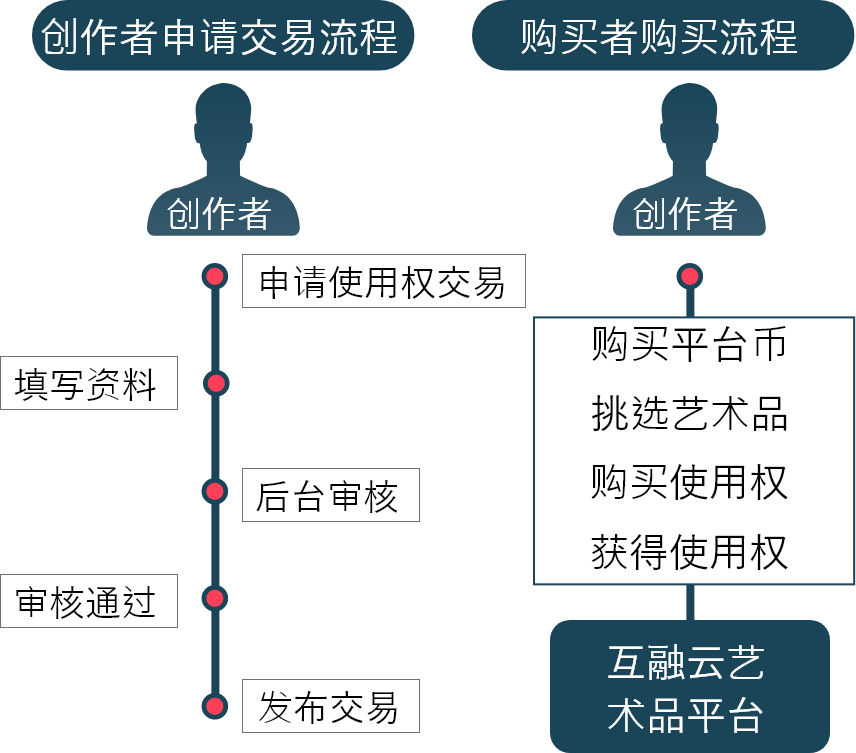 创作者申请交易流程
创作者
申请使用权交易
填写资料
后台审核
审核通过
发布交易
购买者购买流程
创作者
购买平台币
挑选艺术品
购买使用权
获得使用权
互融云艺
术品平台